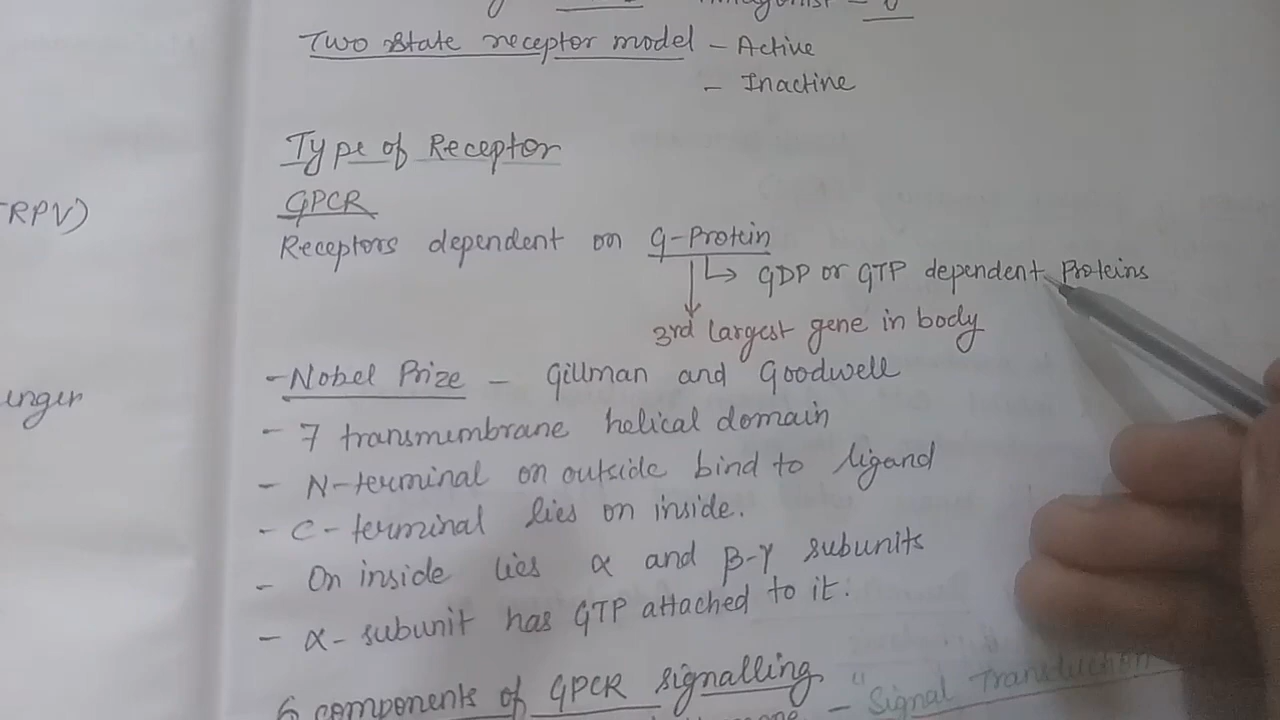 Two state receptor model - Active
- Inactive
Type of Receptor
GPCR
TRPV)
Receptors dependent on G-Protein
GDP or GTP dependent Proteins
3rd largest gene in body
- Nobel Prize - Gillman and Goodwell
enger
- 7 transmembrane helical domain
- N-terminal on outside bind to ligand
- C-terminal lies on inside.
- On inside lies α and β-γ subunits
- α-subunit has GTP attached to it.
6 components of GPCR signalling "Signal Transduction